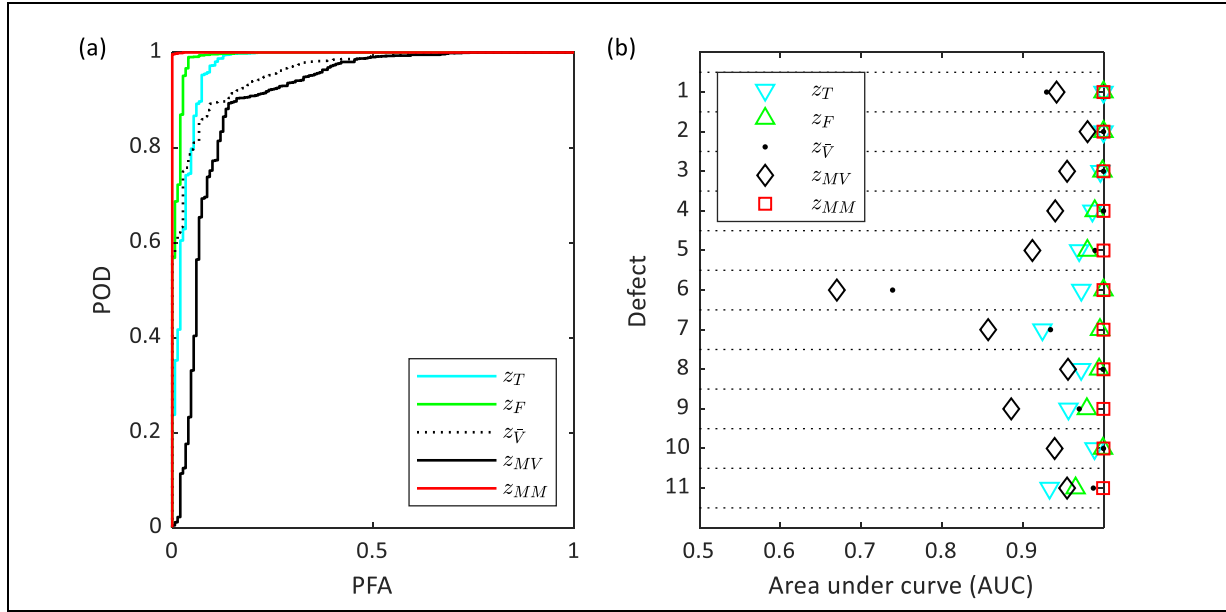 (a)
1
0.8
0.6
0.4
0.2
0
POD
0 0.5 1
PFA
z_T
z_F
z_V̄
z_MV
z_MM
(b)
1
2
3
4
5
6
7
8
9
10
11
Defect
0.5 0.6 0.7 0.8 0.9
Area under curve (AUC)
z_T
z_F
z_V̄
z_MV
z_MM